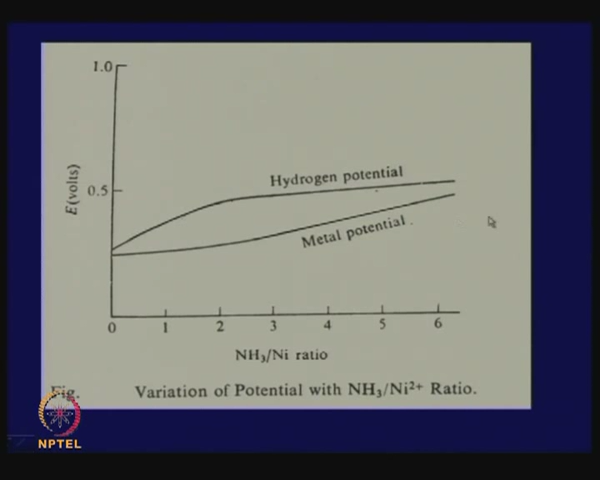 1.0
E(volts)
0.5
Hydrogen potential
Metal potential
0 1 2 3 4 5 6
NH₃/Ni ratio
Fig. Variation of Potential with NH₃/Ni²⁺ Ratio.
NPTEL